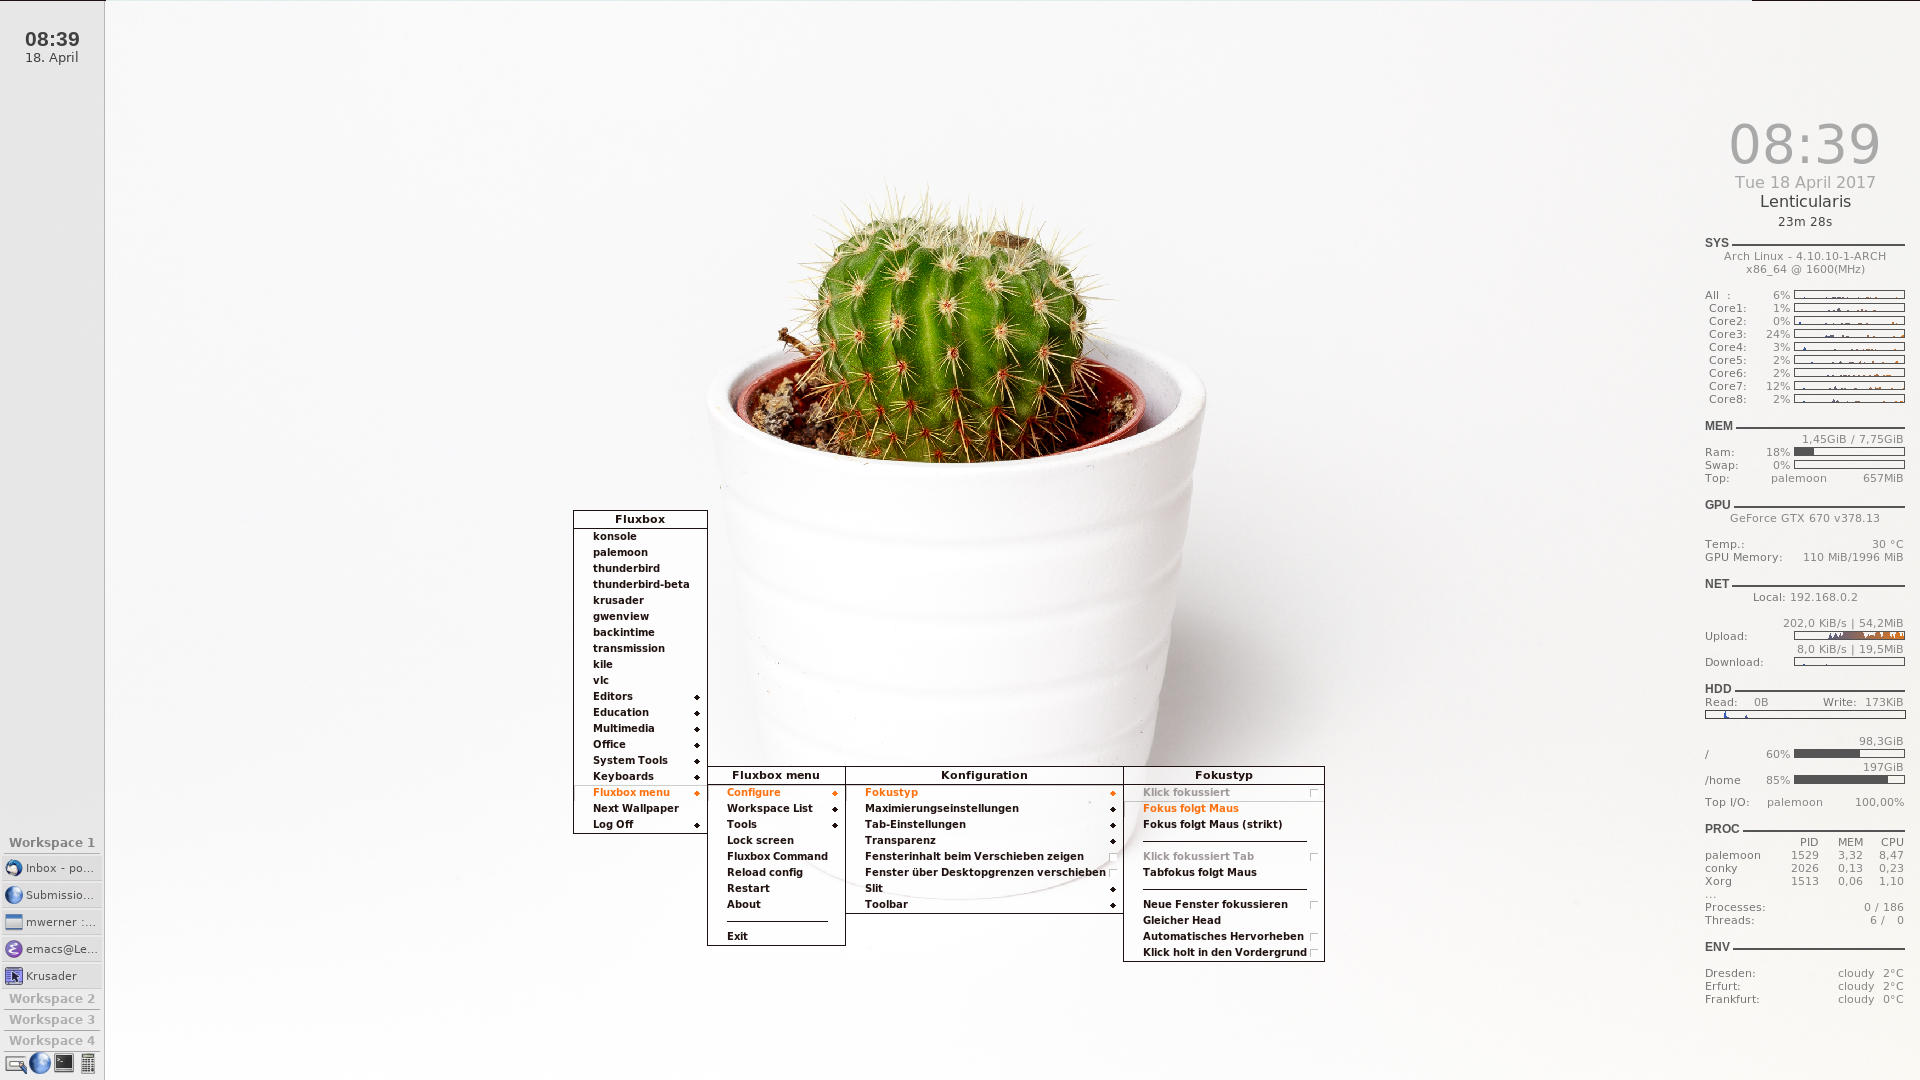 08:39
18. April
Workspace 1
Inbox - po...
Submissio...
mwerner :...
emacs@Le...
Krusader
Workspace 2
Workspace 3
Workspace 4
Fluxbox
konsole
palemoon
thunderbird
thunderbird-beta
krusader
gwenview
backintime
transmission
kile
vlc
Editors
Education
Multimedia
Office
System Tools
Keyboards
Fluxbox menu
Next Wallpaper
Log Off
Fluxbox menu
Configure
Workspace List
Tools
Lock screen
Fluxbox Command
Reload config
Restart
About
Exit
Konfiguration
Fokustyp
Maximierungseinstellungen
Tab-Einstellungen
Transparenz
Fensterinhalt beim Verschieben zeigen
Fenster über Desktopgrenzen verschieben
Slit
Toolbar
Fokustyp
Klick fokussiert
Fokus folgt Maus
Fokus folgt Maus (strikt)
Klick fokussiert Tab
Tabfokus folgt Maus
Neue Fenster fokussieren
Gleicher Head
Automatisches Hervorheben
Klick holt in den Vordergrund
08:39
Tue 18 April 2017
Lenticularis
23m 28s
SYS
Arch Linux - 4.10.10-1-ARCH
x86_64 @ 1600(MHz)
All : 6%
Core1: 1%
Core2: 0%
Core3: 24%
Core4: 3%
Core5: 2%
Core6: 2%
Core7: 12%
Core8: 2%
MEM
1,45GiB / 7,75GiB
Ram: 18%
Swap: 0%
Top: palemoon 657MiB
GPU
GeForce GTX 670 v378.13
Temp.: 30 °C
GPU Memory: 110 MiB/1996 MiB
NET
Local: 192.168.0.2
202,0 KiB/s | 54,2MiB
Upload:
8,0 KiB/s | 19,5MiB
Download:
HDD
Read: 0B Write: 173KiB
98,3GiB
/ 60%
197GiB
/home 85%
Top I/O: palemoon 100,00%
PROC
PID MEM CPU
palemoon 1529 3,32 8,47
conky 2026 0,13 0,23
Xorg 1513 0,06 1,10
...
Processes: 0 / 186
Threads: 6 / 0
ENV
Dresden: cloudy 2°C
Erfurt: cloudy 2°C
Frankfurt: cloudy 0°C